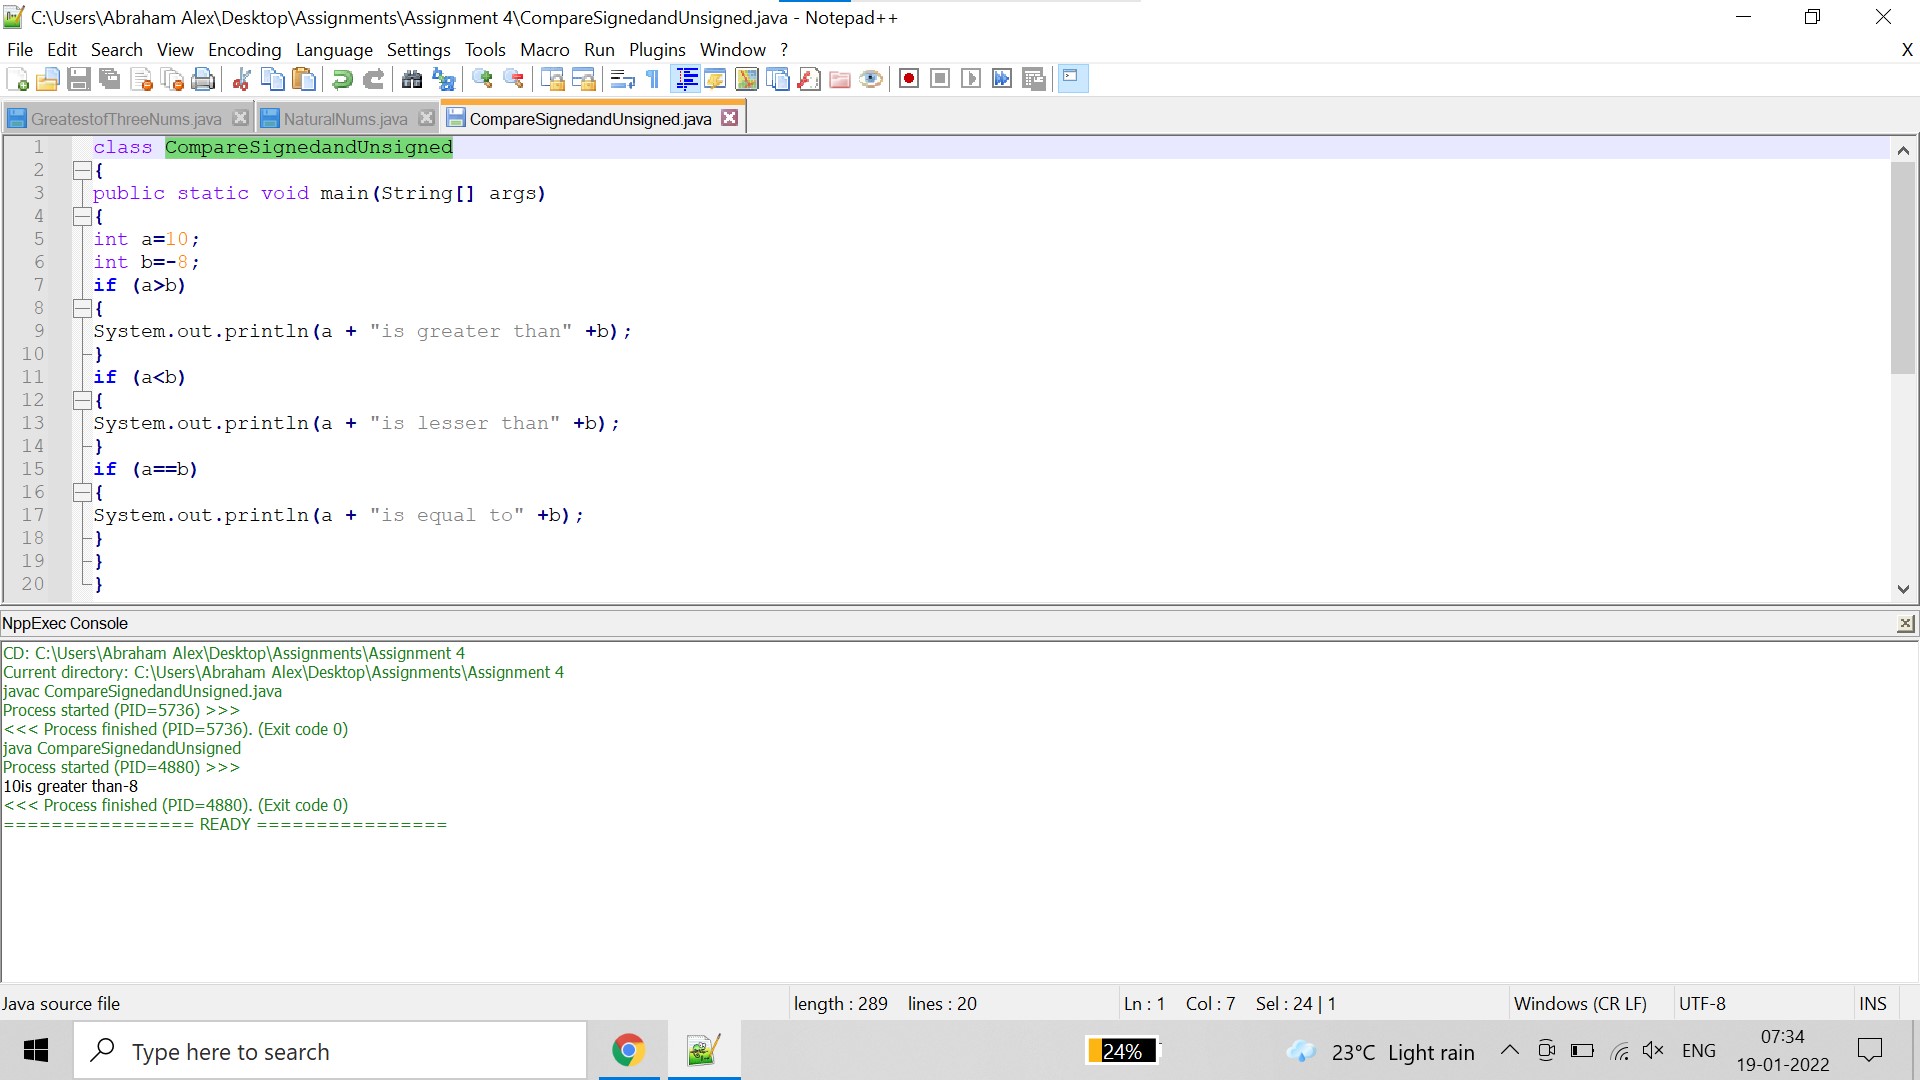 C:\Users\Abraham Alex\Desktop\Assignments\Assignment 4\CompareSignedandUnsigned.java - Notepad++
File Edit Search View Encoding Language Settings Tools Macro Run Plugins Window ? X
GreatestofThreeNums.java NaturalNums.java CompareSignedandUnsigned.java
1 class CompareSignedandUnsigned
2 {
3 public static void main(String[] args)
4 {
5 int a=10;
6 int b=-8;
7 if (a>b)
8 {
9 System.out.println(a + "is greater than" +b);
10 }
11 if (a<b)
12 {
13 System.out.println(a + "is lesser than" +b);
14 }
15 if (a==b)
16 {
17 System.out.println(a + "is equal to" +b);
18 }
19 }
20 }
NppExec Console
CD: C:\Users\Abraham Alex\Desktop\Assignments\Assignment 4
Current directory: C:\Users\Abraham Alex\Desktop\Assignments\Assignment 4
javac CompareSignedandUnsigned.java
Process started (PID=5736) >>>
<<< Process finished (PID=5736). (Exit code 0)
java CompareSignedandUnsigned
Process started (PID=4880) >>>
10is greater than-8
<<< Process finished (PID=4880). (Exit code 0)
================ READY ================
Java source file length : 289 lines : 20 Ln : 1 Col : 7 Sel : 24 | 1 Windows (CR LF) UTF-8 INS
Type here to search 24% 23°C Light rain ENG 07:34
19-01-2022